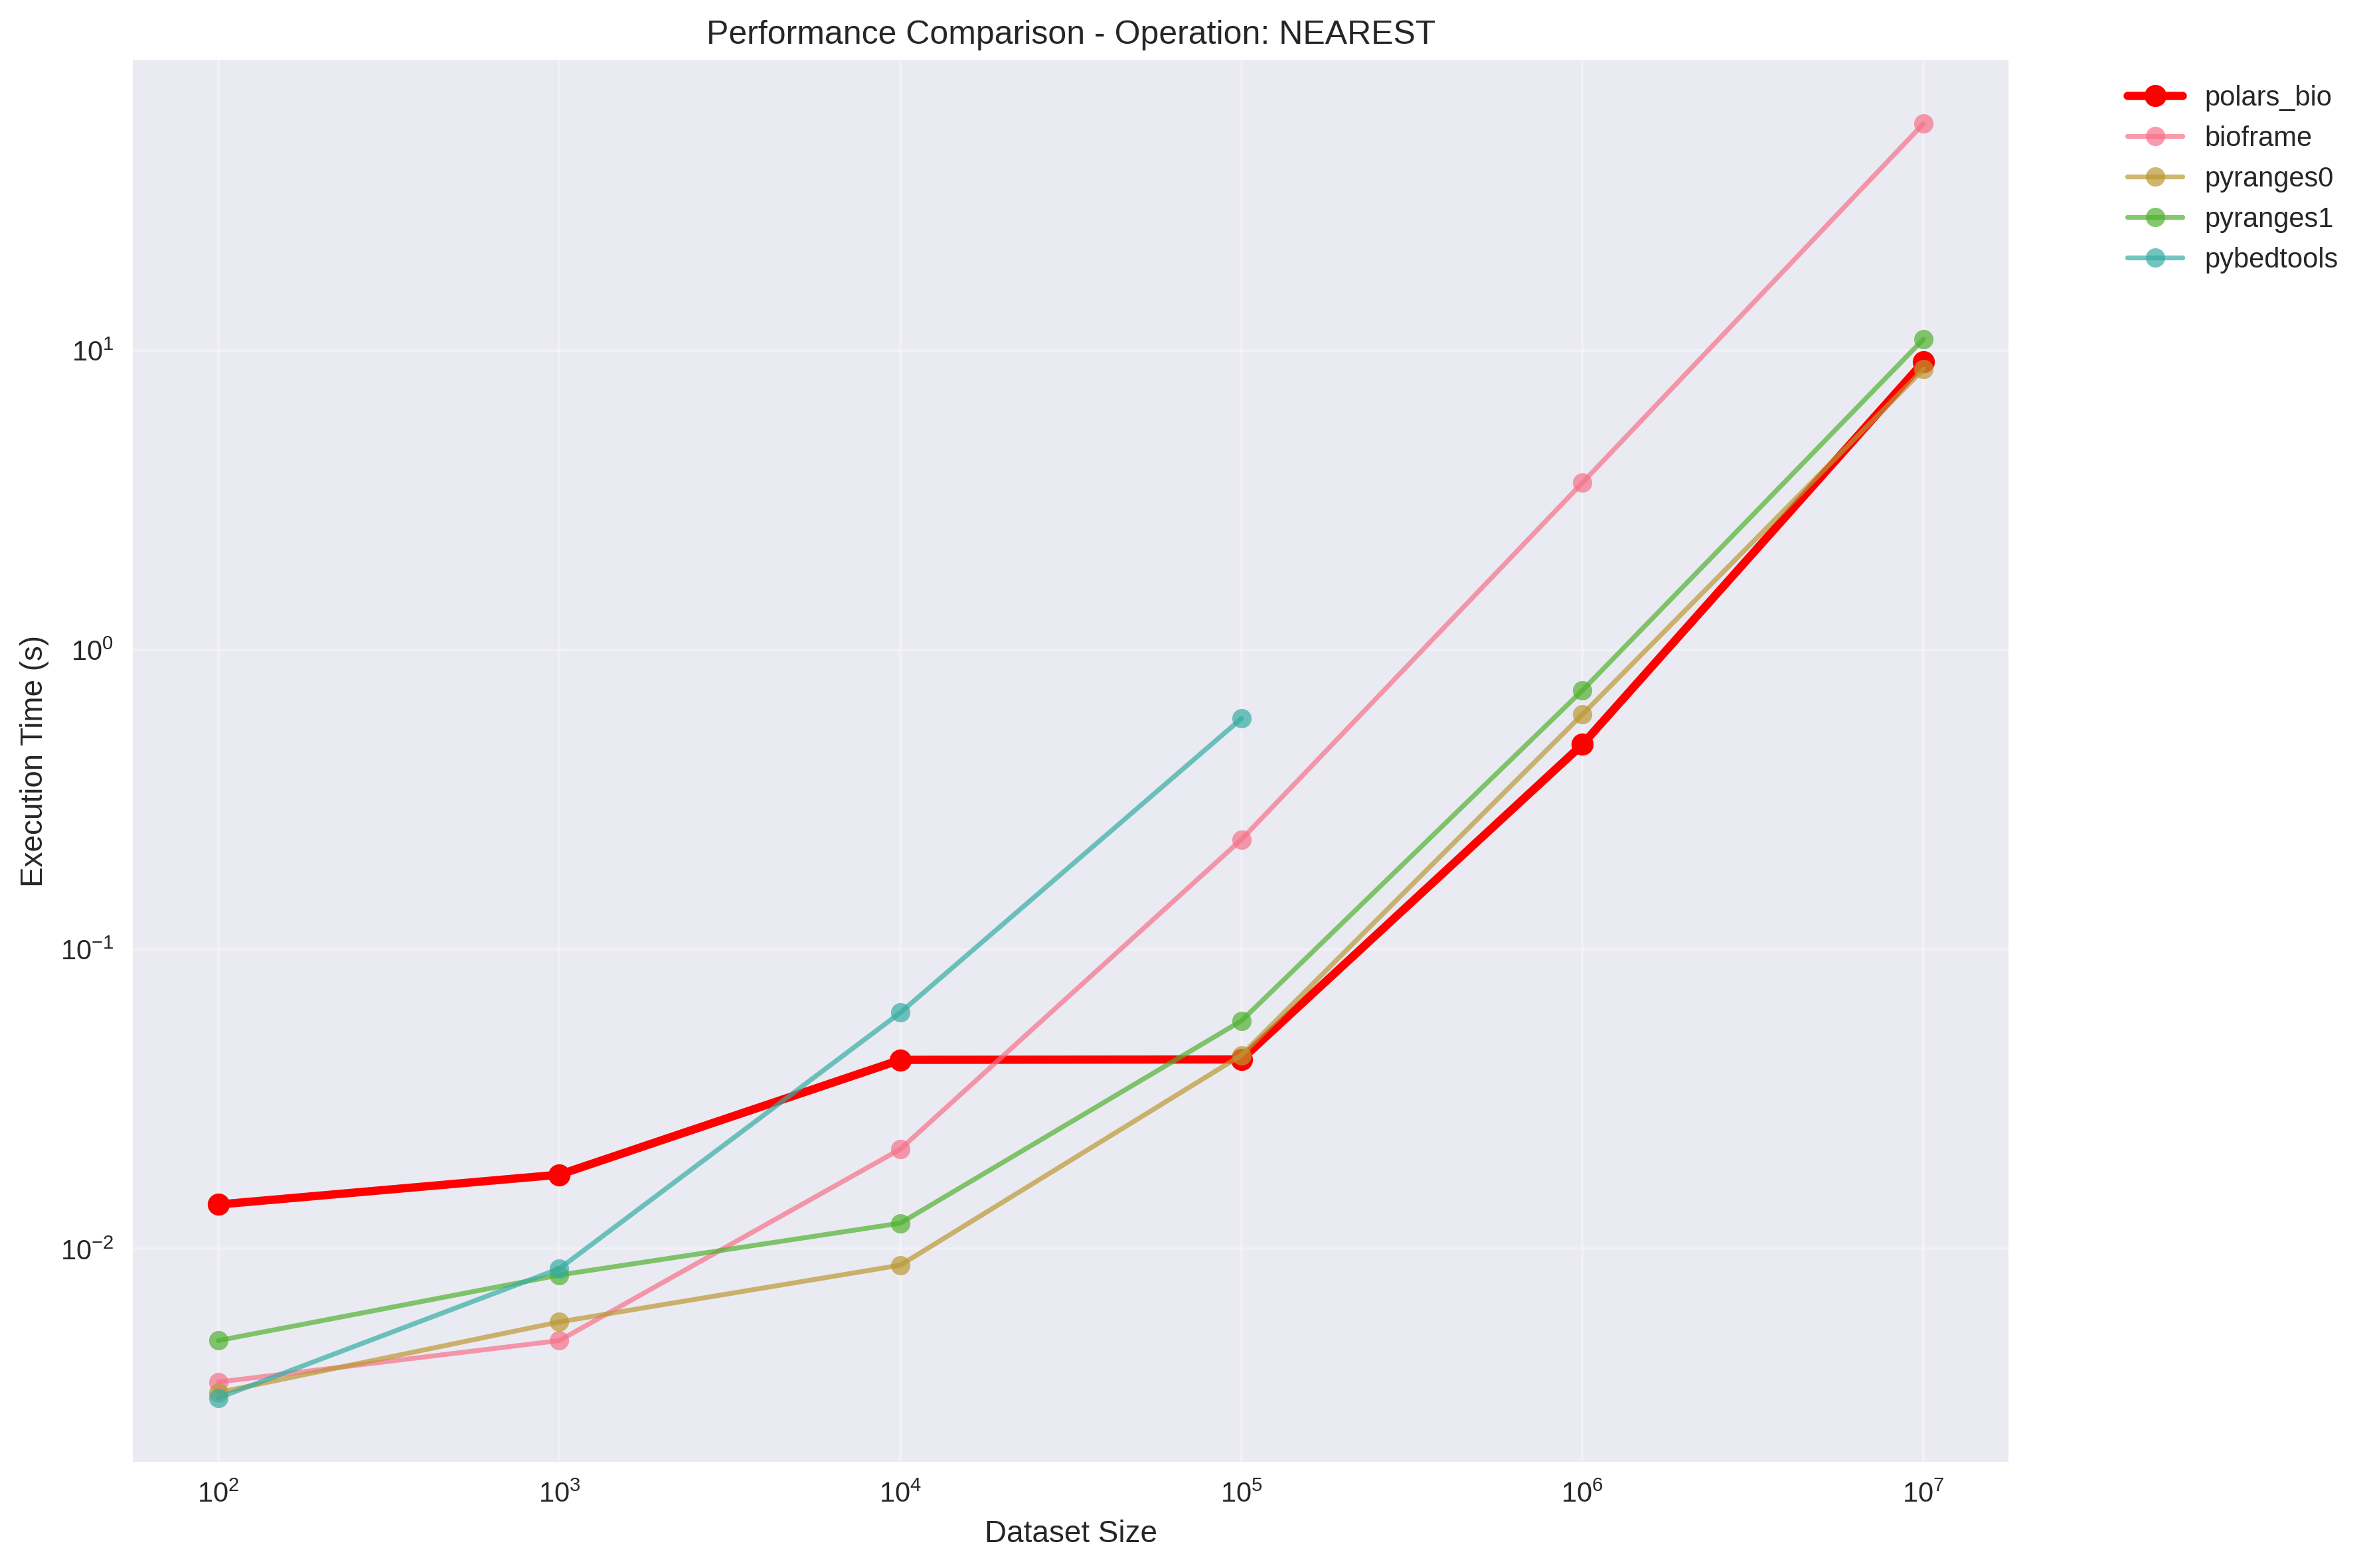 Performance Comparison - Operation: NEAREST
polars_bio
bioframe
pyranges0
pyranges1
pybedtools
Execution Time (s)
10¹
10⁰
10⁻¹
10⁻²
10² 10³ 10⁴ 10⁵ 10⁶ 10⁷
Dataset Size